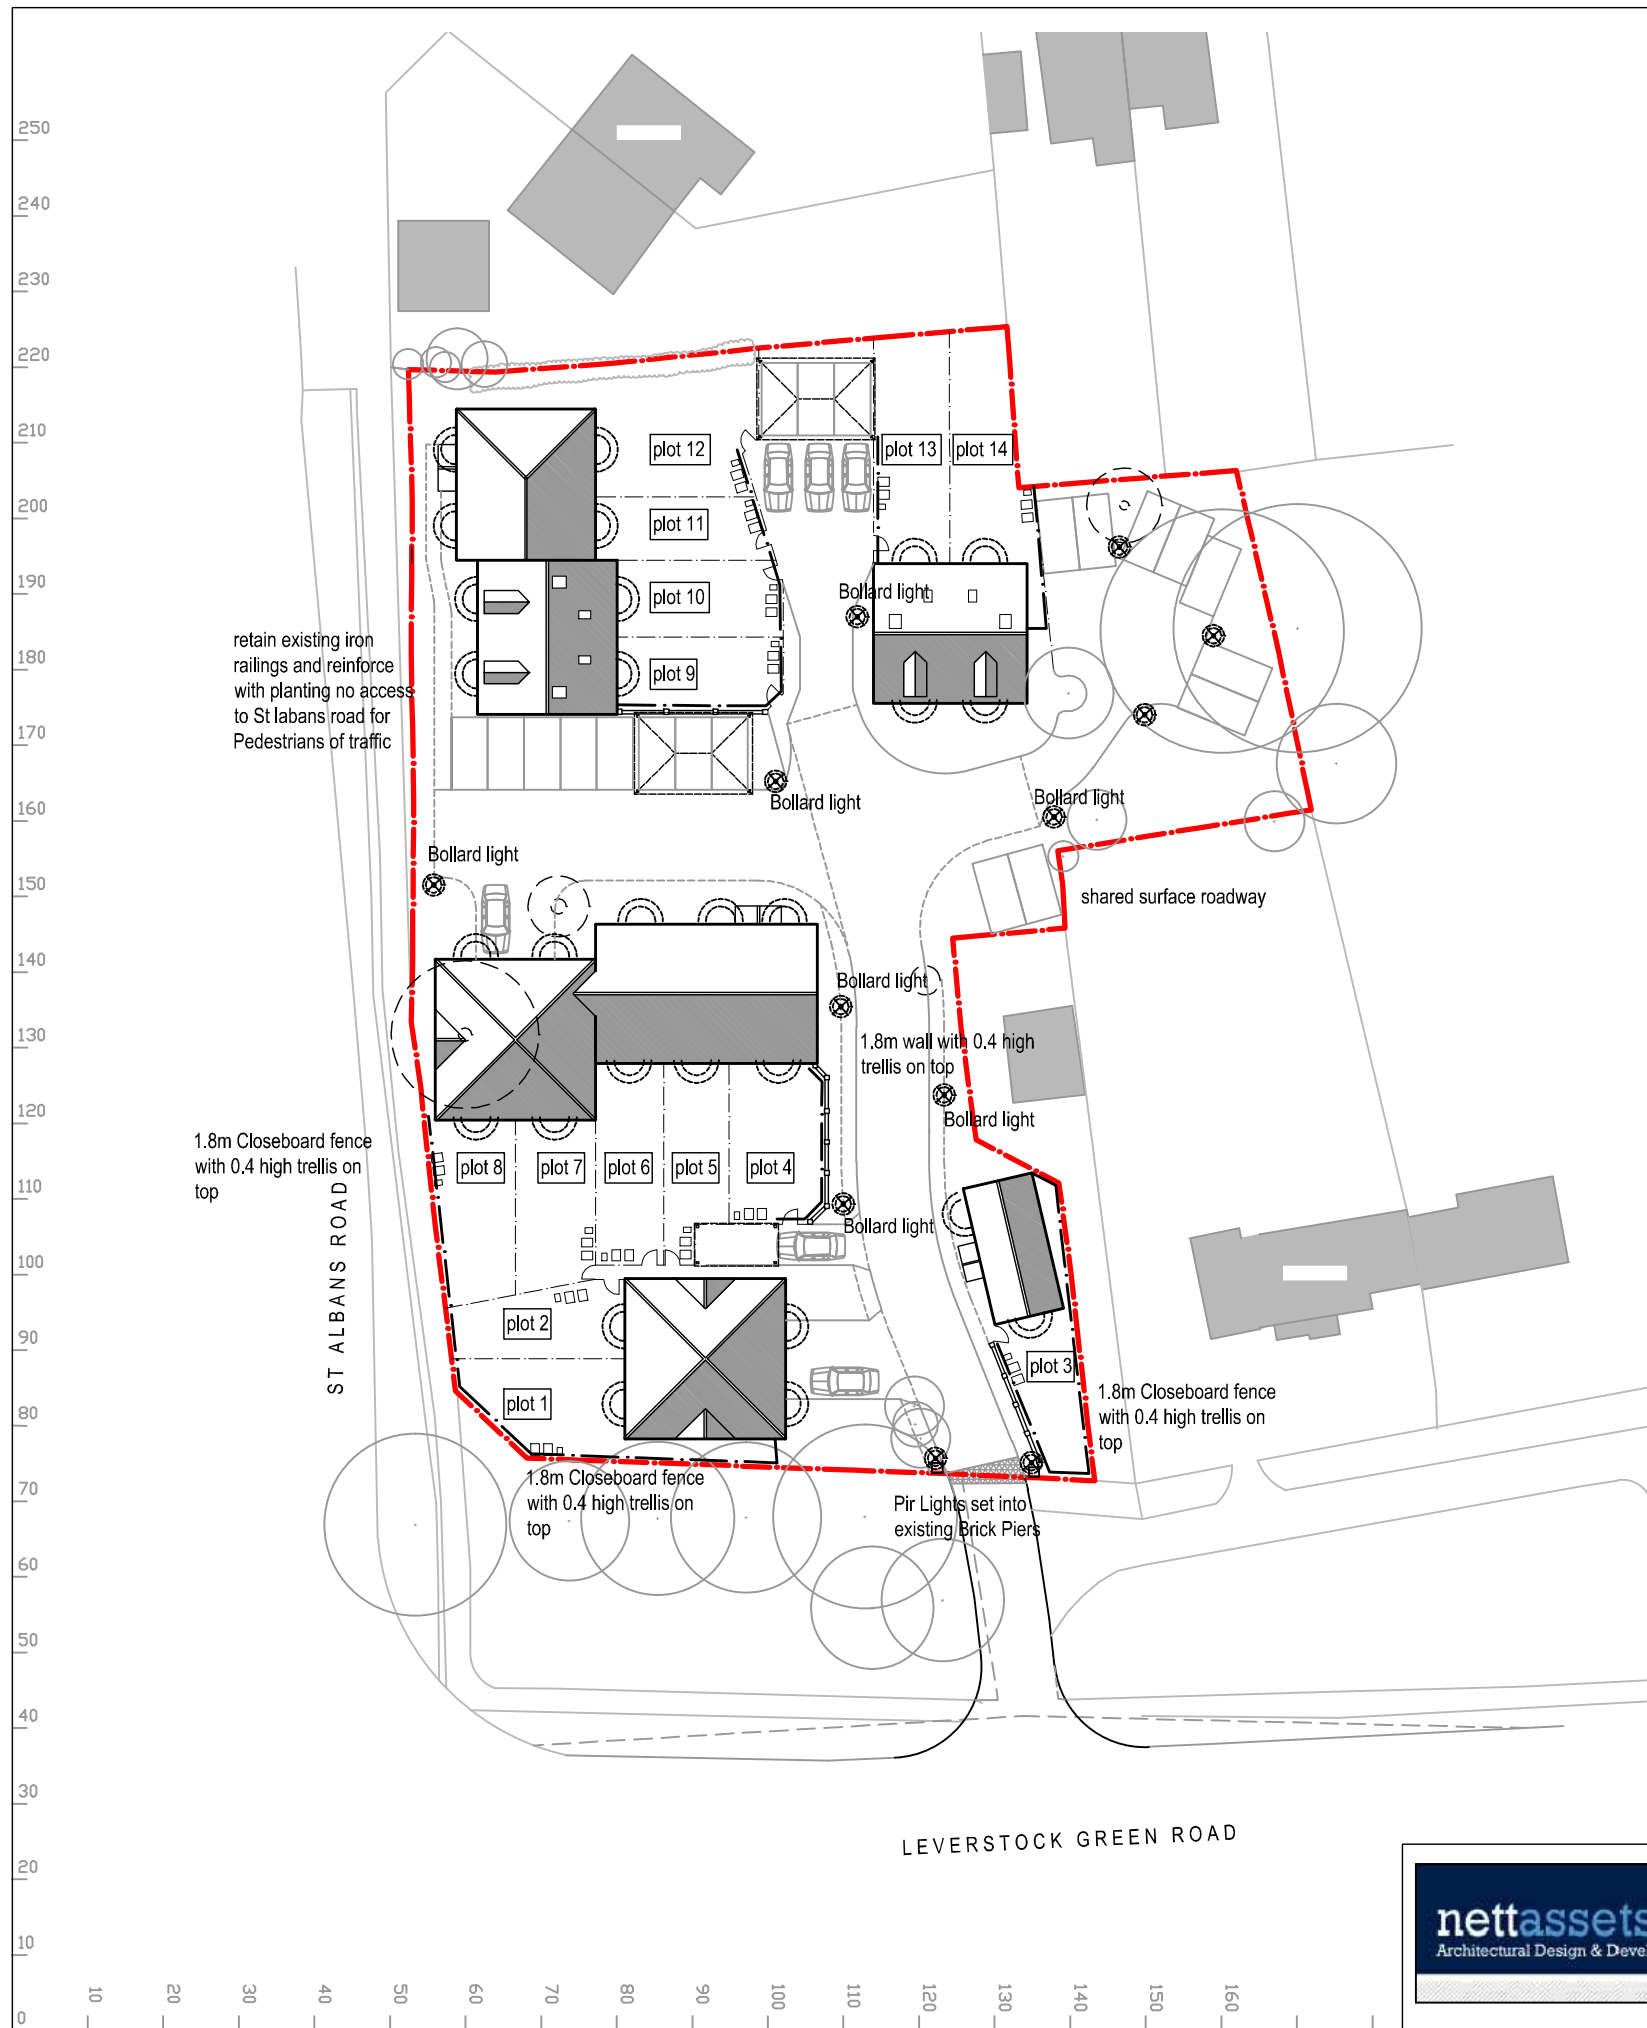 250
240
230
220
210
200
190
180
170
160
150
140
130
120
110
100
90
80
70
60
50
40
30
20
10
0
10
20
30
40
50
60
70
80
90
100
110
120
130
140
150
160
plot 12
plot 13
plot 14
plot 11
plot 10
plot 9
Bollard light
retain existing iron
railings and reinforce
with planting no access
to St labans road for
Pedestrians of traffic
Bollard light
Bollard light
Bollard light
shared surface roadway
Bollard light
1.8m wall with 0.4 high
trellis on top
Bollard light
1.8m Closeboard fence
with 0.4 high trellis on
top
plot 8
plot 7
plot 6
plot 5
plot 4
Bollard light
ST ALBANS ROAD
plot 2
plot 1
plot 3
1.8m Closeboard fence
with 0.4 high trellis on
top
1.8m Closeboard fence
with 0.4 high trellis on
top
Pir Lights set into
existing Brick Piers
LEVERSTOCK GREEN ROAD
nettassets
Architectural Design & Deve